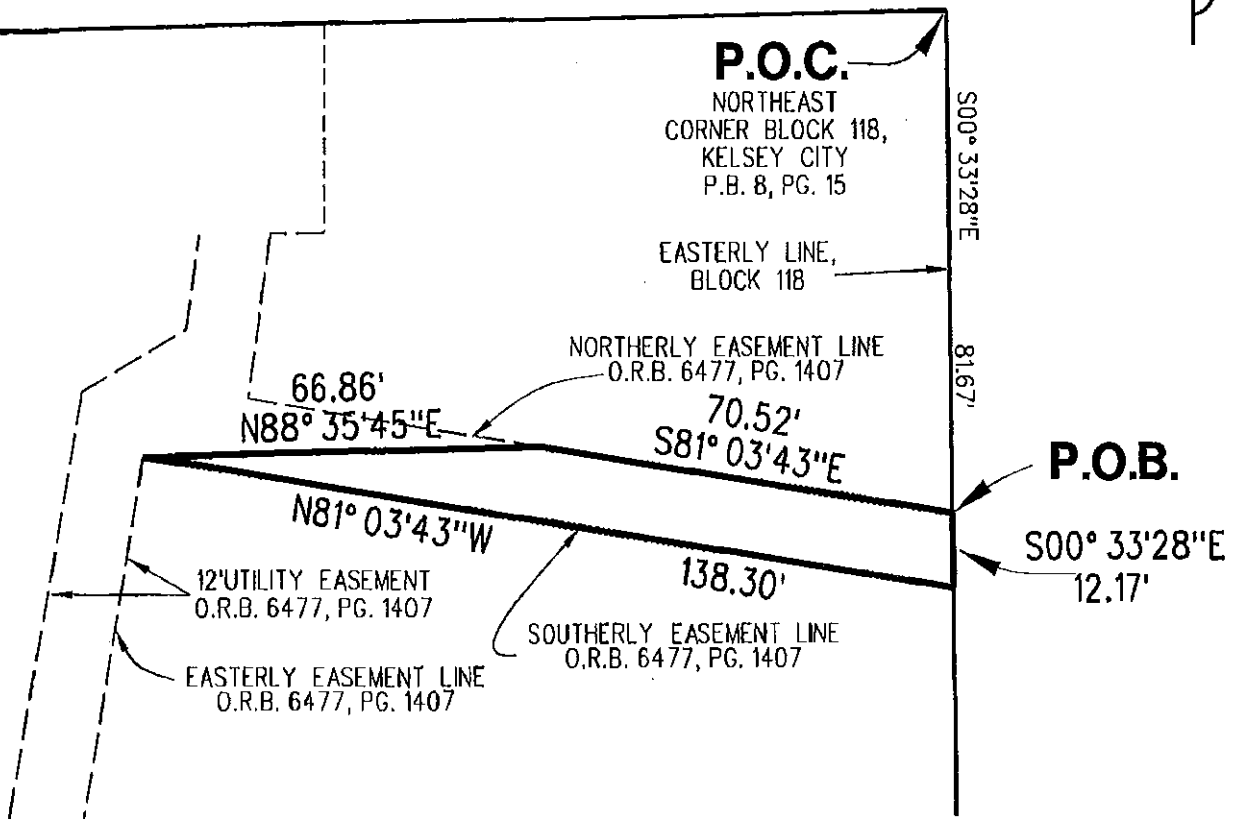 P.O.C.
NORTHEAST
CORNER BLOCK 118,
KELSEY CITY
P.B. 8, PG. 15
S00° 33'28"E
EASTERLY LINE,
BLOCK 118
81.67'
NORTHERLY EASEMENT LINE
O.R.B. 6477, PG. 1407
66.86'
N88° 35'45"E
70.52'
S81° 03'43"E
P.O.B.
N81° 03'43"W
138.30'
S00° 33'28"E
12.17'
12'UTILITY EASEMENT
O.R.B. 6477, PG. 1407
SOUTHERLY EASEMENT LINE
O.R.B. 6477, PG. 1407
EASTERLY EASEMENT LINE
O.R.B. 6477, PG. 1407